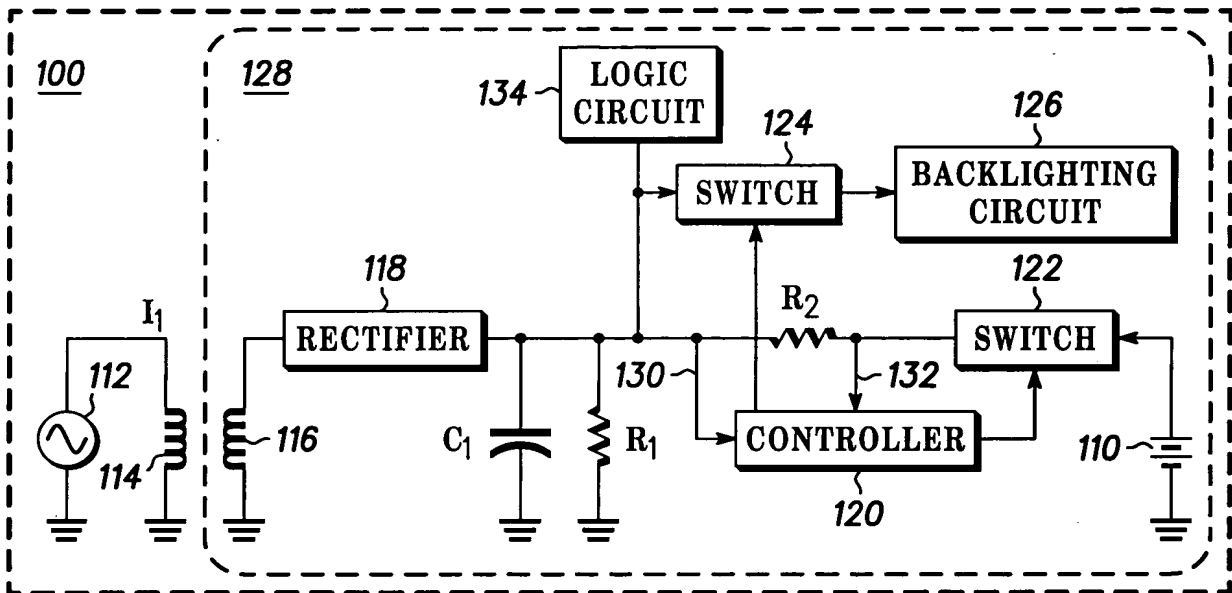 100
128
134
LOGIC
CIRCUIT
124
SWITCH
126
BACKLIGHTING
CIRCUIT
118
RECTIFIER
I1
R2
122
SWITCH
112
114
116
C1
R1
130
132
CONTROLLER
120
110